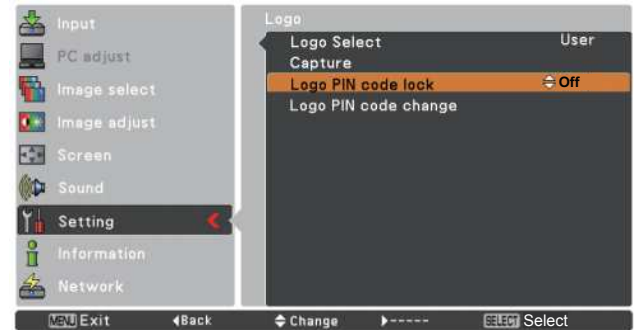 Input
PC adjust
Image select
Image adjust
Screen
Sound
Setting
Information
Network
Logo
Logo Select User
Capture
Logo PIN code lock Off
Logo PIN code change
MENU Exit Back Change ----- SELECT Select